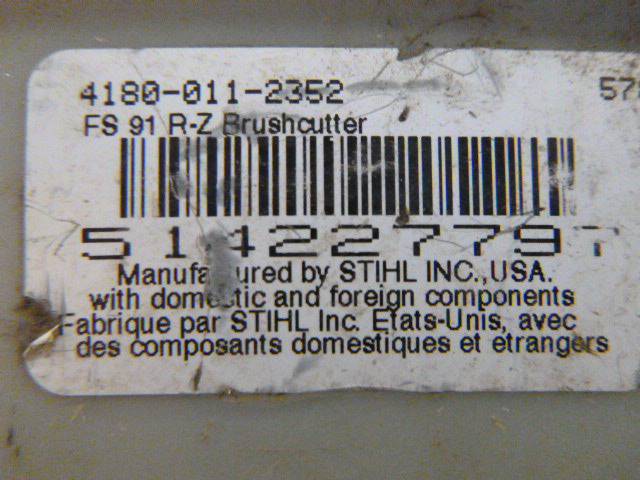 4180-011-2352
FS 91 R-Z Brushcutter
Manufactured by STIHL INC., USA.
with domestic and foreign components
Fabrique par STIHL Inc. Etats-Unis, avec
des composants domestiques et etrangers